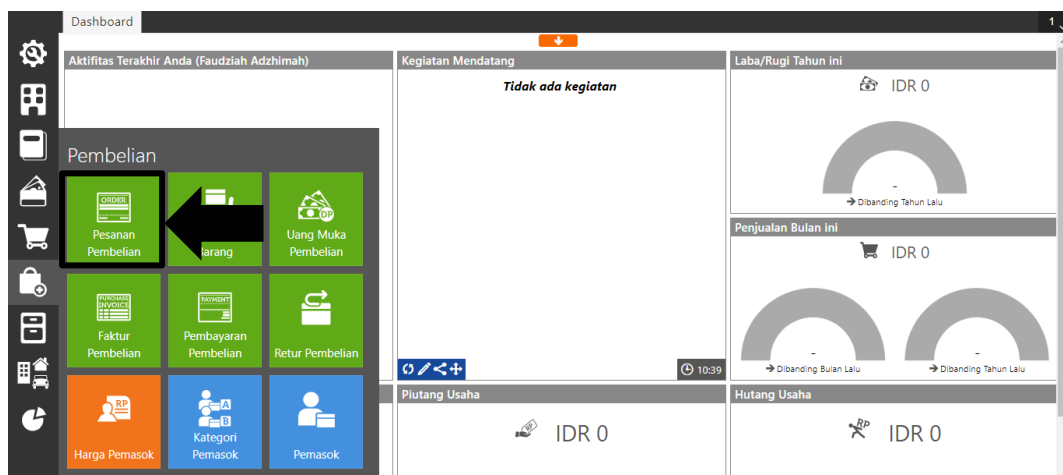 Dashboard
1
Aktifitas Terakhir Anda (Faudziah Adzhimah)
Kegiatan Mendatang
Tidak ada kegiatan
10:39
Laba/Rugi Tahun ini
IDR 0
-
Dibanding Tahun Lalu
Penjualan Bulan ini
IDR 0
-
Dibanding Bulan Lalu
-
Dibanding Tahun Lalu
Pembelian
ORDER
Pesanan
Pembelian
DP
Uang Muka
Pembelian
PURCHASE
INVOICE
Faktur
Pembelian
PAYMENT
Pembayaran
Pembelian
Retur Pembelian
RP
Harga Pemasok
A
B
Kategori
Pemasok
Pemasok
Piutang Usaha
RP
IDR 0
Hutang Usaha
RP
IDR 0